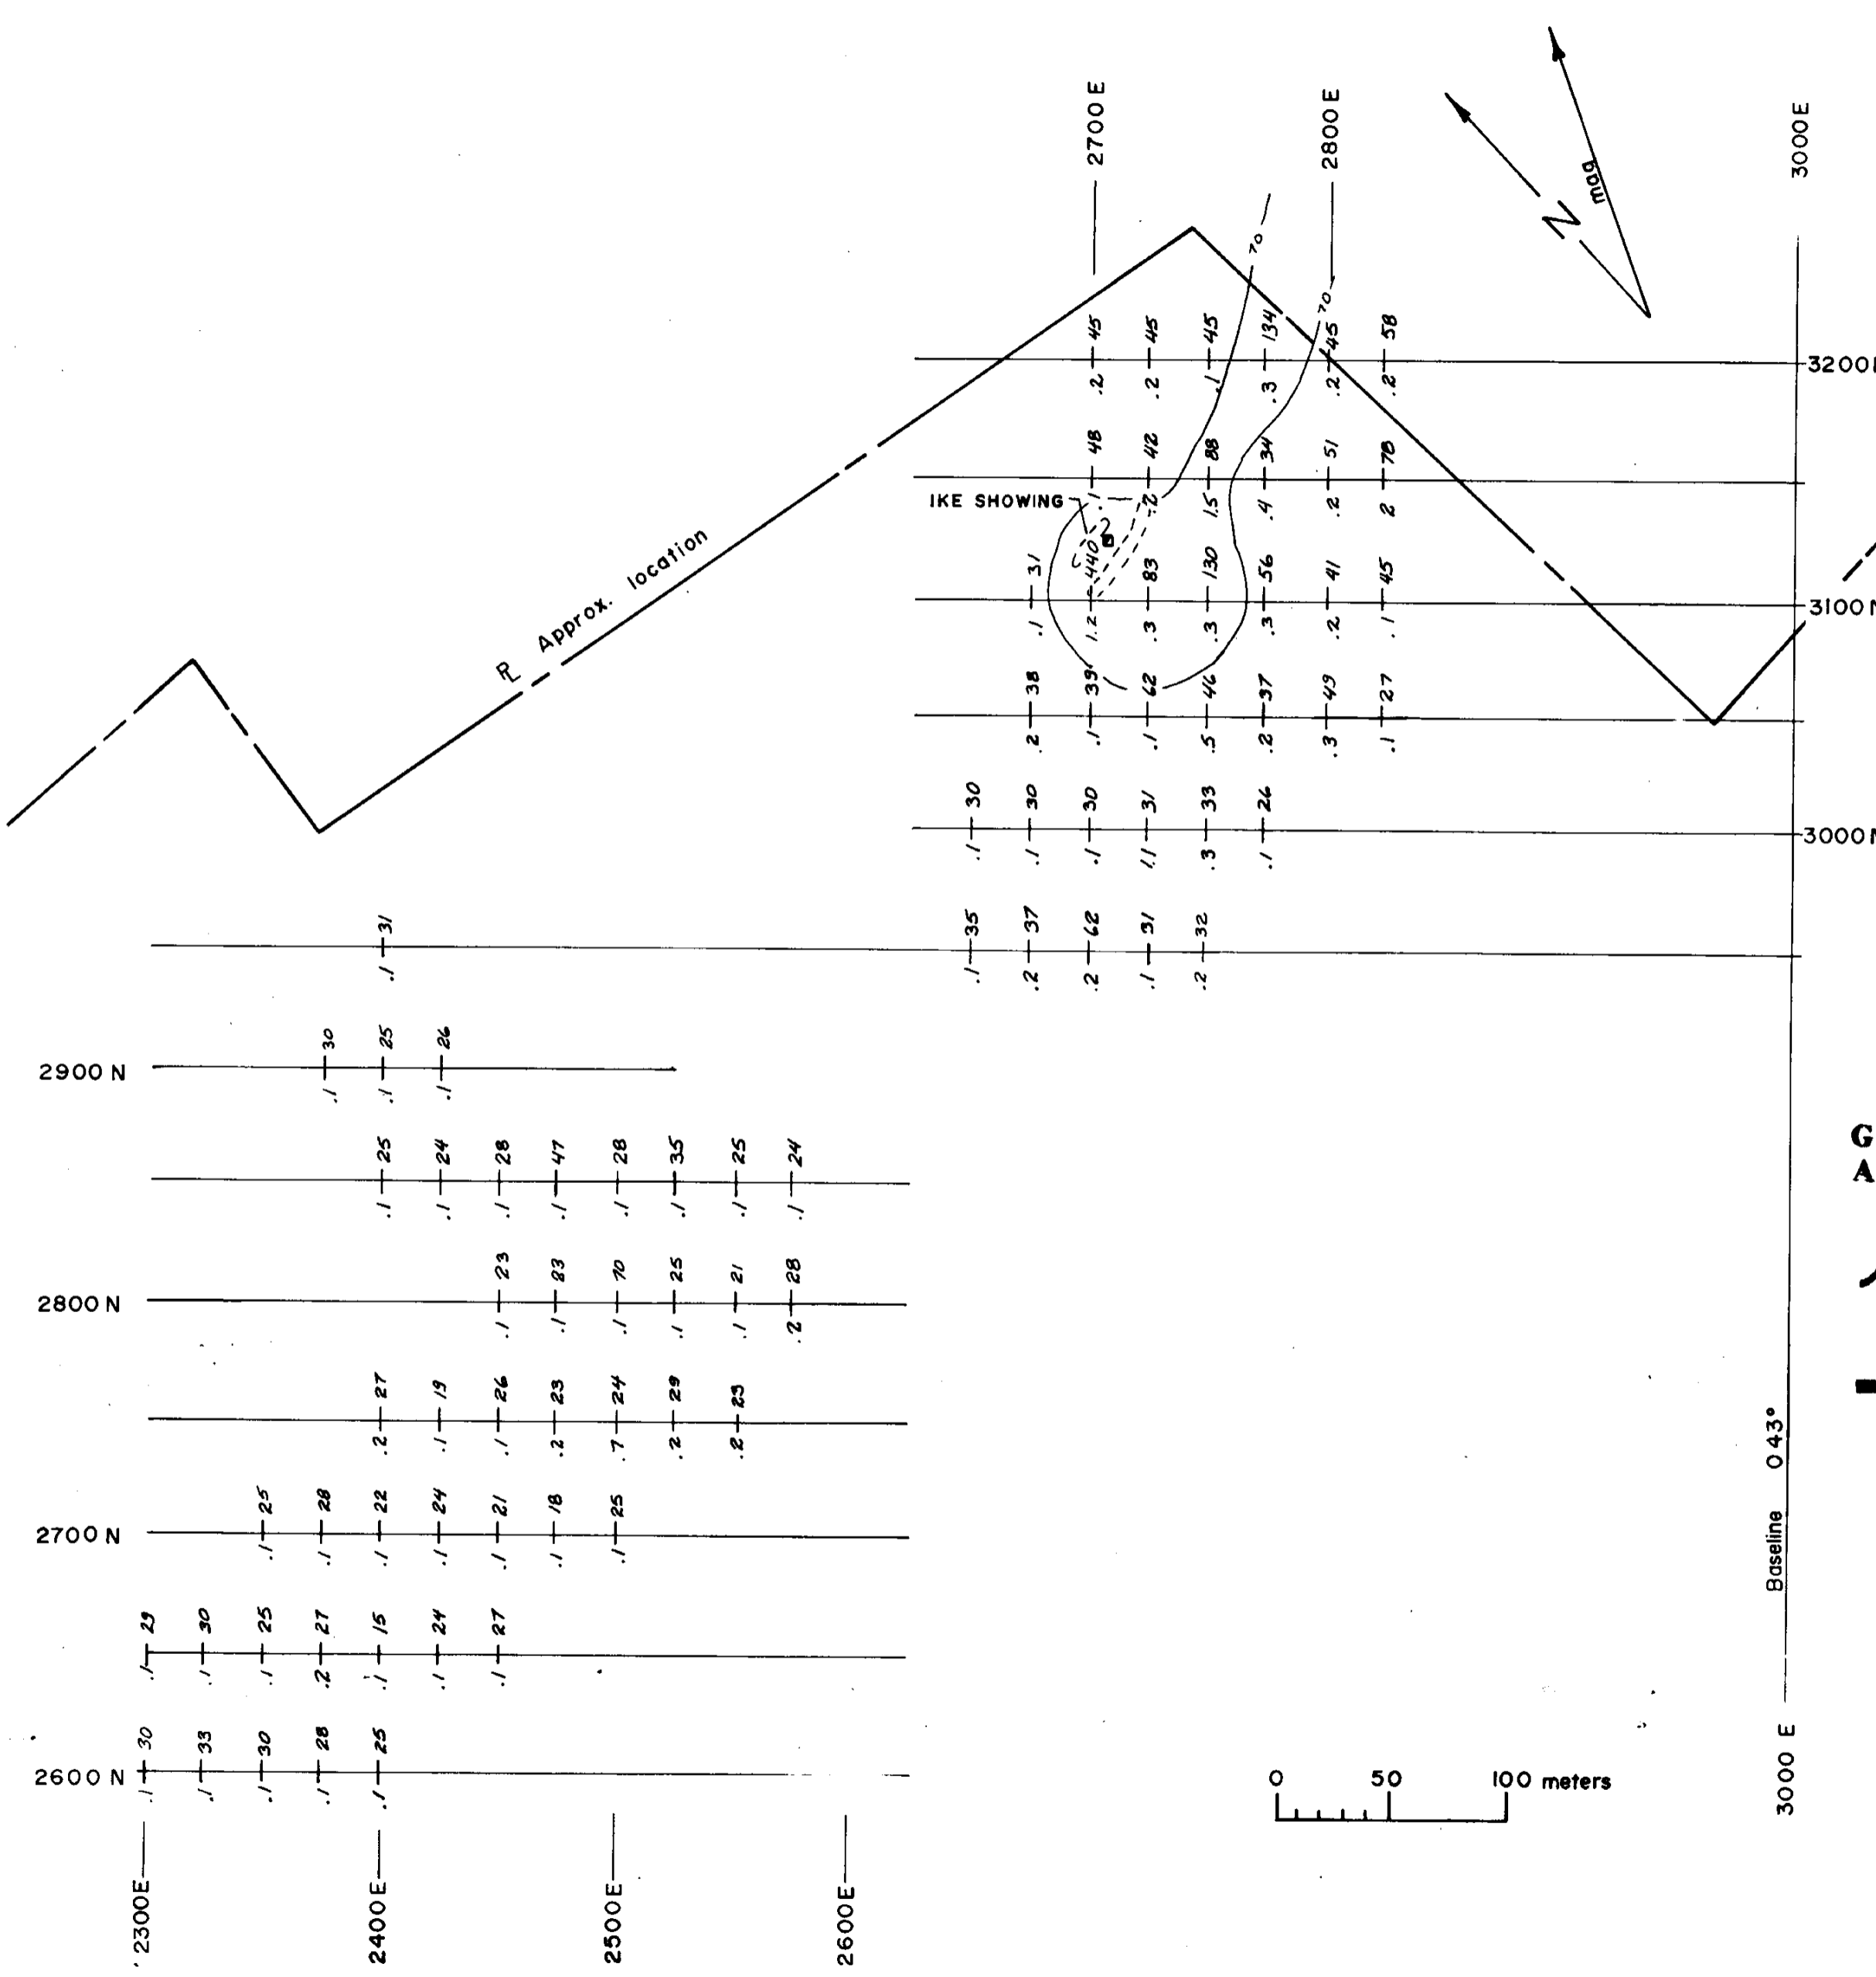 2700 E
2800 E
3000 E
N
mag
70
70
45 45 45 134 45 58
3200
.2 .2 .1 .3 .2 .2
48 42 88 34 51 78
IKE SHOWING
.1 .2 1.5 .4 .2 2
31 440 83 130 56 41 45
3100 N
.1 1.2 .3 .3 .3 .2 .1
PL Approx. location
38 39 62 46 37 49 27
.2 .1 .1 .5 .2 .3 .1
30 30 30 31 33 26
3000 N
.1 .1 .1 1.1 .3 .1
31 35 37 62 31 32
.1 .1 .2 .2 .1 .2
30 25 26
2900 N
.1 .1 .1
25 24 28 47 28 35 25 24
.1 .1 .1 .1 .1 .1 .1 .1
G
A
23 70 25 21 28
2800 N
.1 .1 .1 .1 .1 .2
27 19 26 23 24 29 23
.2 .1 .1 .2 .7 .2 .2
25 28 22 24 21 18 25
2700 N
.1 .1 .1 .1 .1 .1 .1
Baseline 043°
29 30 25 27 15 24 27
.1 .1 .1 .2 .1 .1 .1
30 33 30 28 25
2600 N
.1 .1 .1 .1 .1
0 50 100 meters
3000 E
2300E
2400E
2500E
2600E